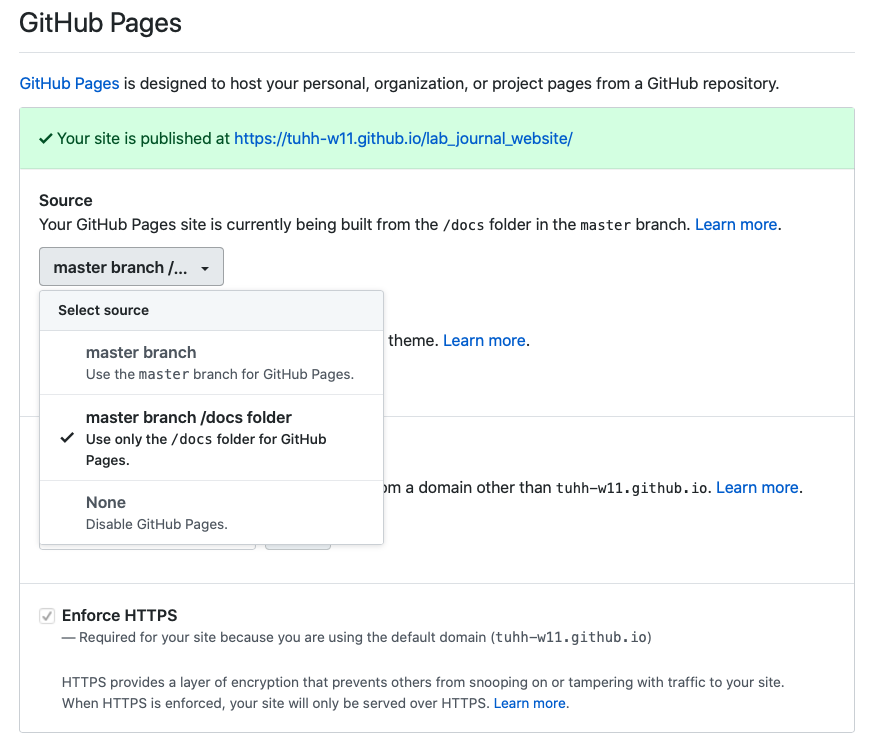 GitHub Pages
GitHub Pages is designed to host your personal, organization, or project pages from a GitHub repository.
Your site is published at https://tuhh-w11.github.io/lab_journal_website/
Source
Your GitHub Pages site is currently being built from the /docs folder in the master branch. Learn more.
master branch /...
Select source
theme. Learn more.
master branch
Use the master branch for GitHub Pages.
master branch /docs folder
Use only the /docs folder for GitHub
Pages.
om a domain other than tuhh-w11.github.io. Learn more.
None
Disable GitHub Pages.
Enforce HTTPS
— Required for your site because you are using the default domain (tuhh-w11.github.io)
HTTPS provides a layer of encryption that prevents others from snooping on or tampering with traffic to your site.
When HTTPS is enforced, your site will only be served over HTTPS. Learn more.